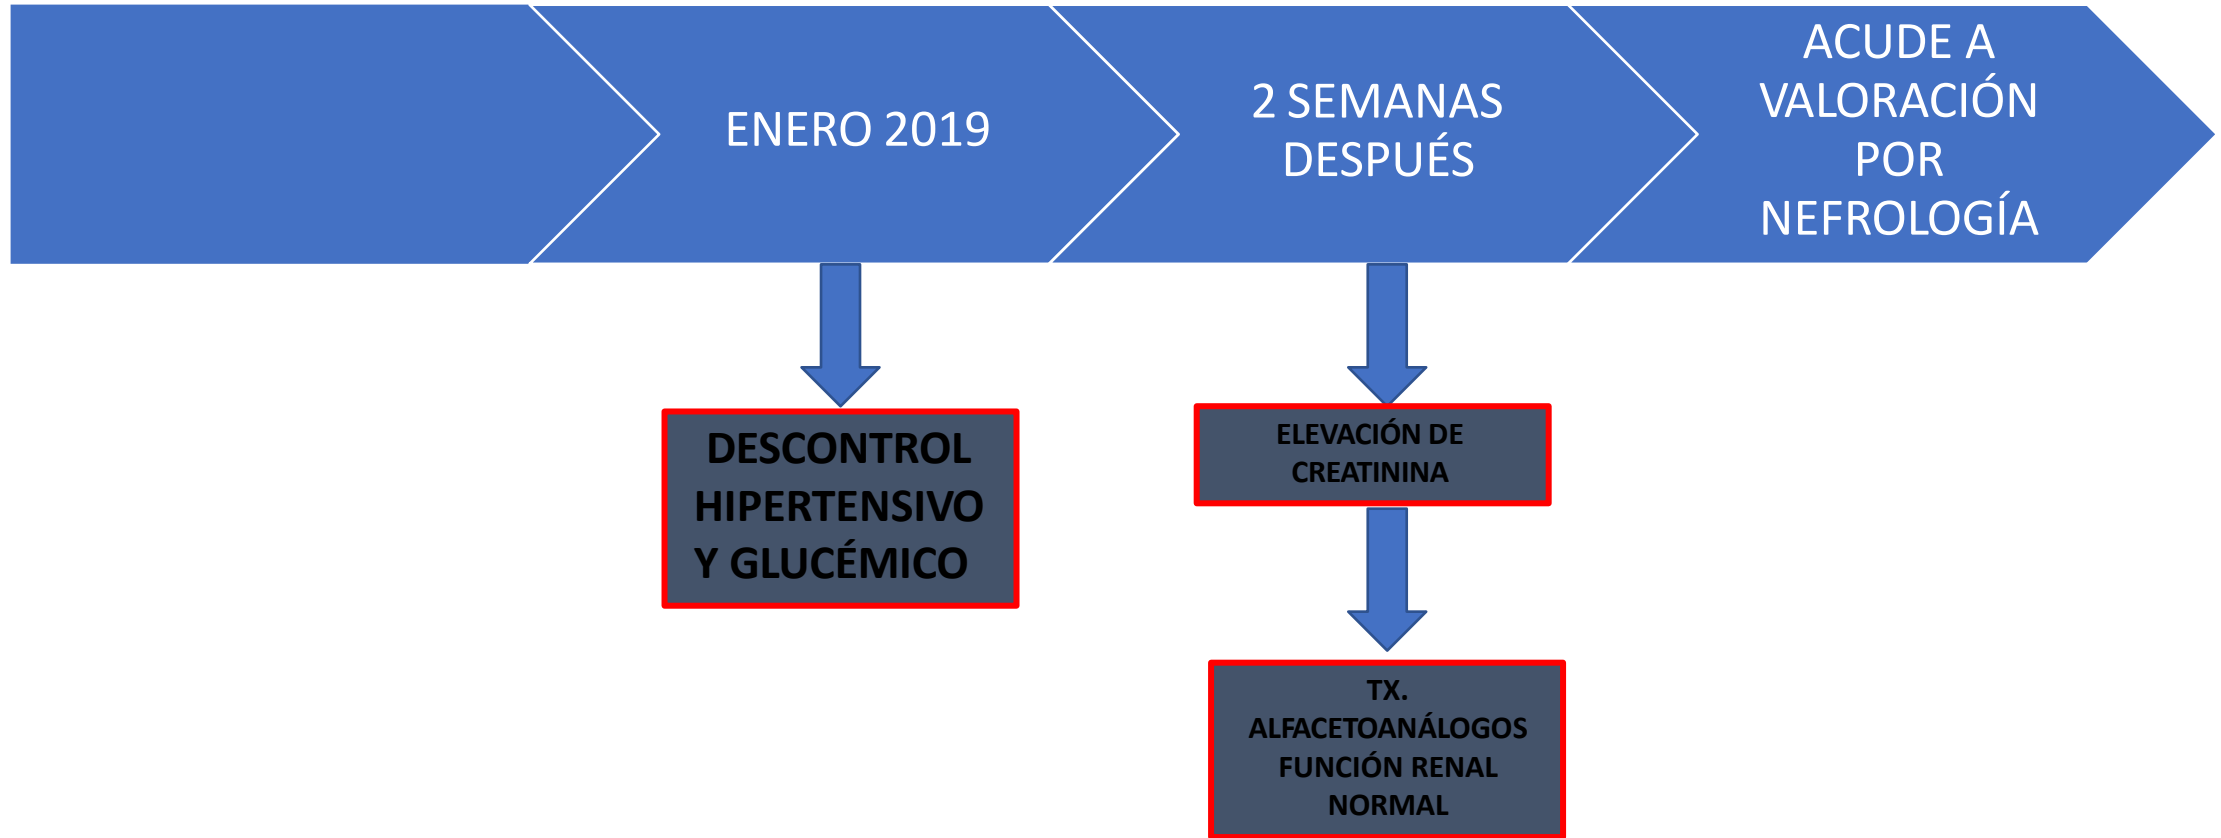 ENERO 2019
2 SEMANAS
DESPUÉS
ACUDE A
VALORACIÓN
POR
NEFROLOGÍA
DESCONTROL
HIPERTENSIVO
Y GLUCÉMICO
ELEVACIÓN DE
CREATININA
TX.
ALFACETOANÁLOGOS
FUNCIÓN RENAL
NORMAL